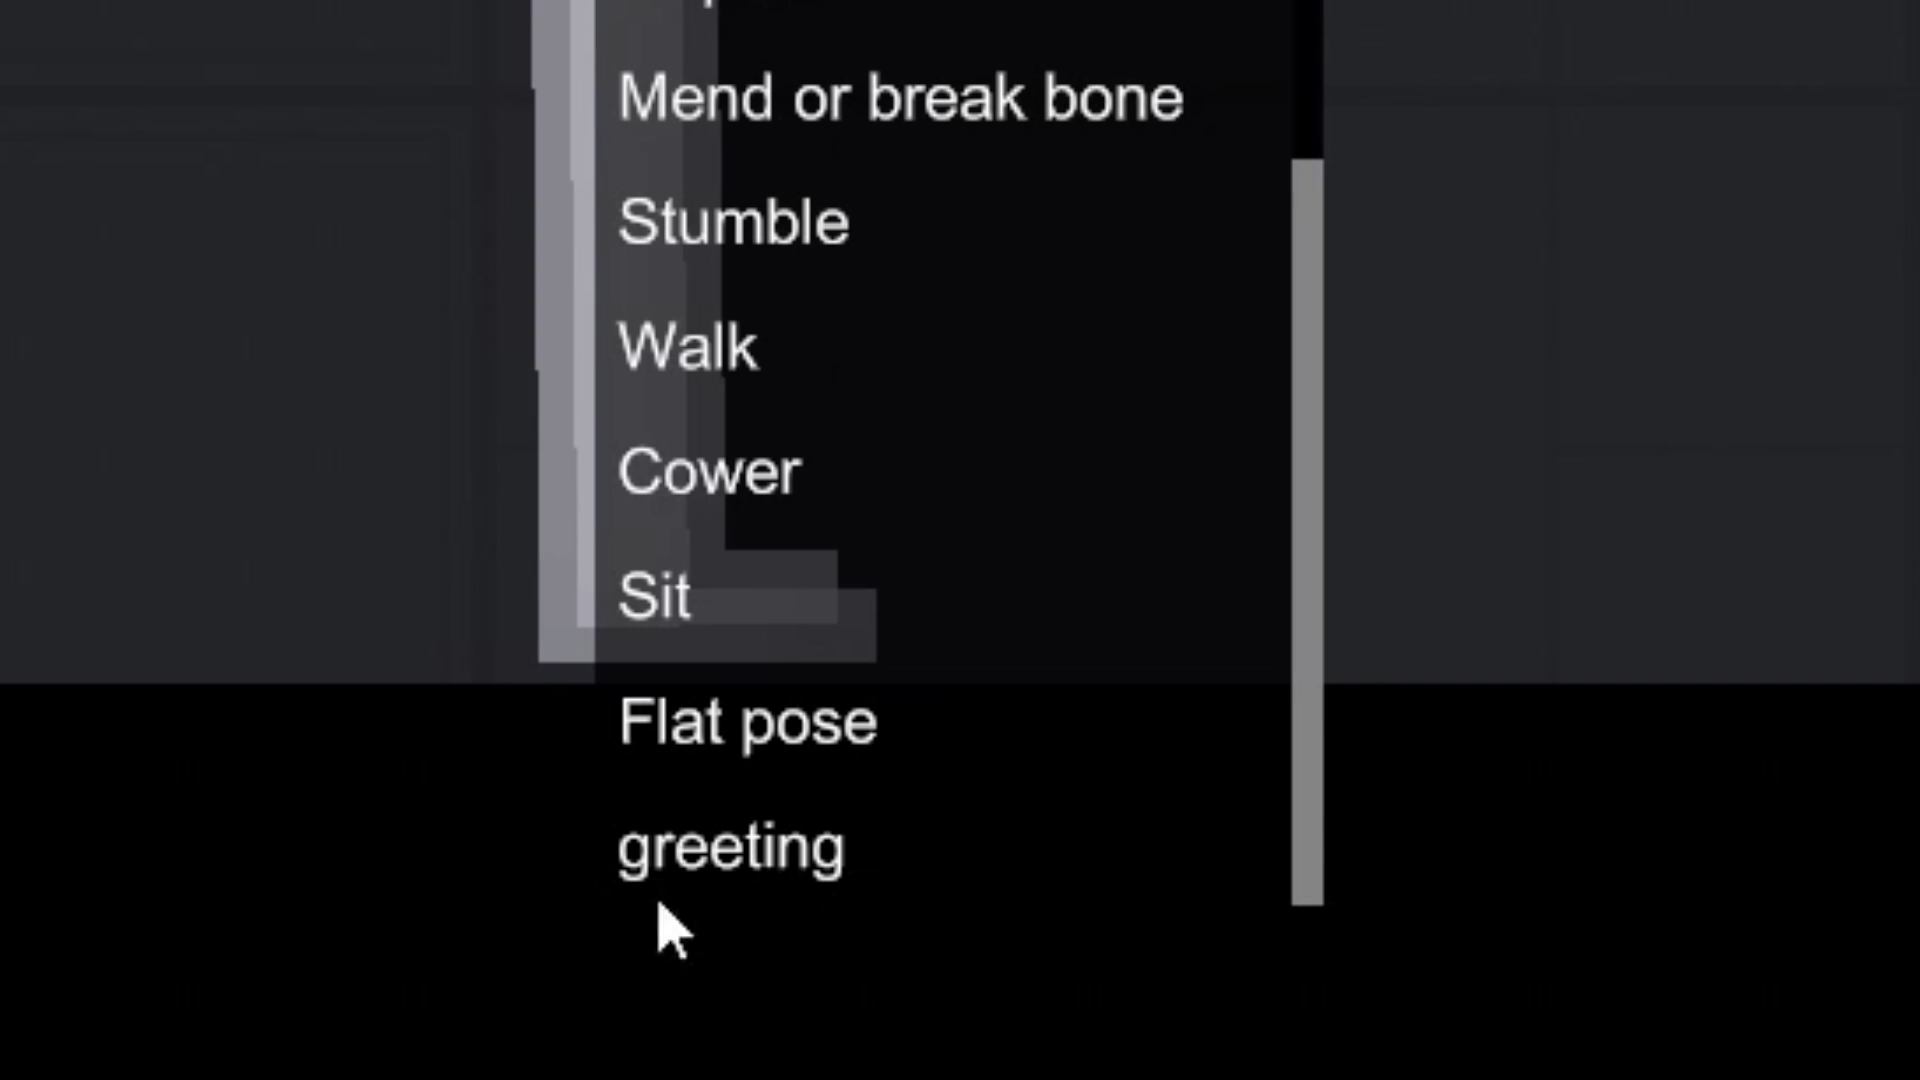 Mend or break bone
Stumble
Walk
Cower
Sit
Flat pose
greeting